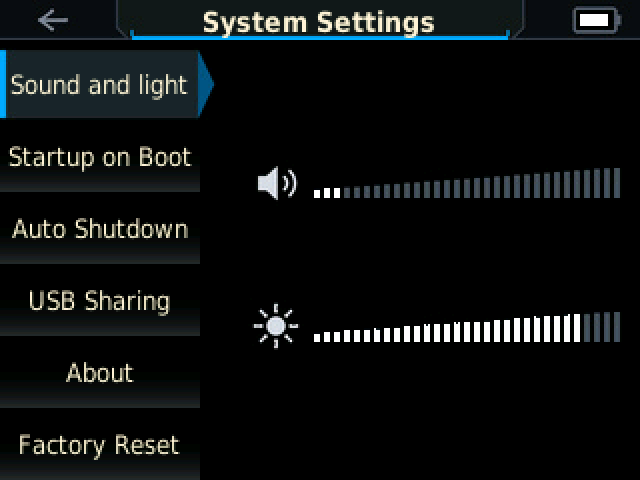 System Settings
Sound and light
Startup on Boot
Auto Shutdown
USB Sharing
About
Factory Reset